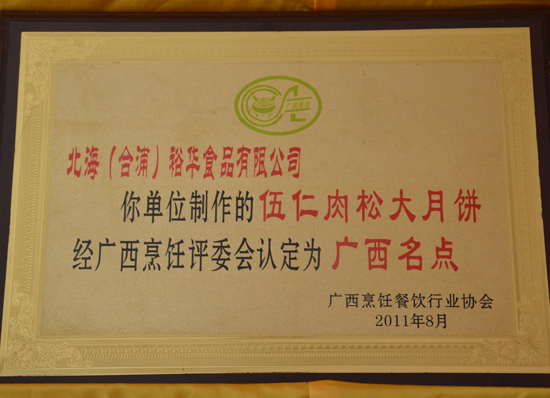 北海（合浦）裕华食品有限公司
你单位制作的伍仁肉松大月饼
经广西烹饪评委会认定为广西名点
广西烹饪餐饮行业协会
2011年8月